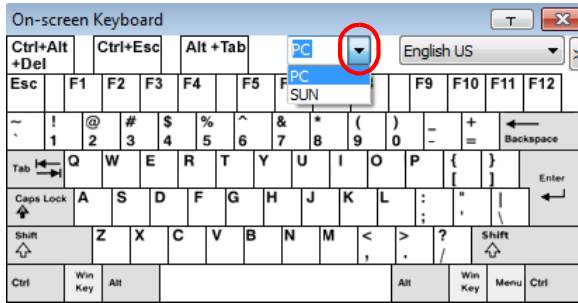 On-screen Keyboard T X
Ctrl+Alt +Del Ctrl+Esc Alt +Tab PC English US >
PC
SUN
Esc F1 F2 F3 F4 F5 F9 F10 F11 F12
~ ! @ # $ % ^ & * ( ) _ +
` 1 2 3 4 5 6 7 8 9 0 - = Backspace
Tab Q W E R T Y U I O P { }
[ ] Enter
Caps Lock A S D F G H J K L : " |
; ' \
Shift Z X C V B N M < > ? Shift
, . /
Ctrl Win Key Alt Alt Win Key Menu Ctrl